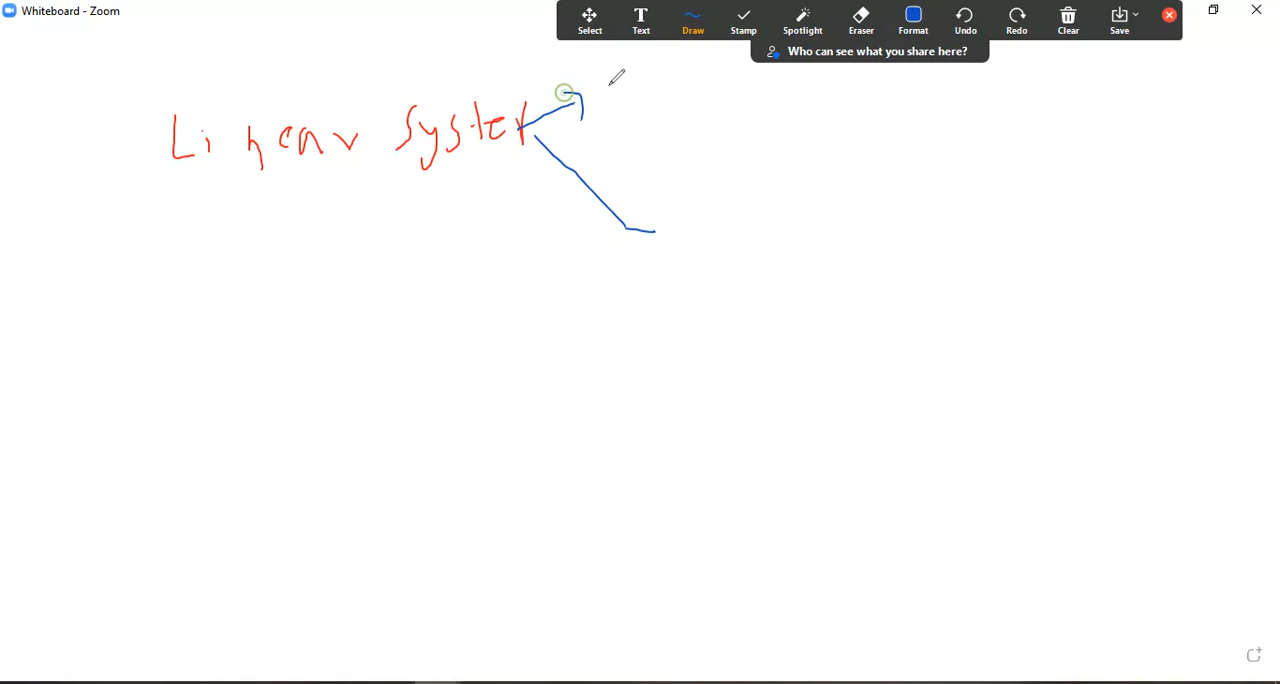 Whiteboard - Zoom
Select Text Draw Stamp Spotlight Eraser Format Undo Redo Clear Save
Who can see what you share here?
Linear